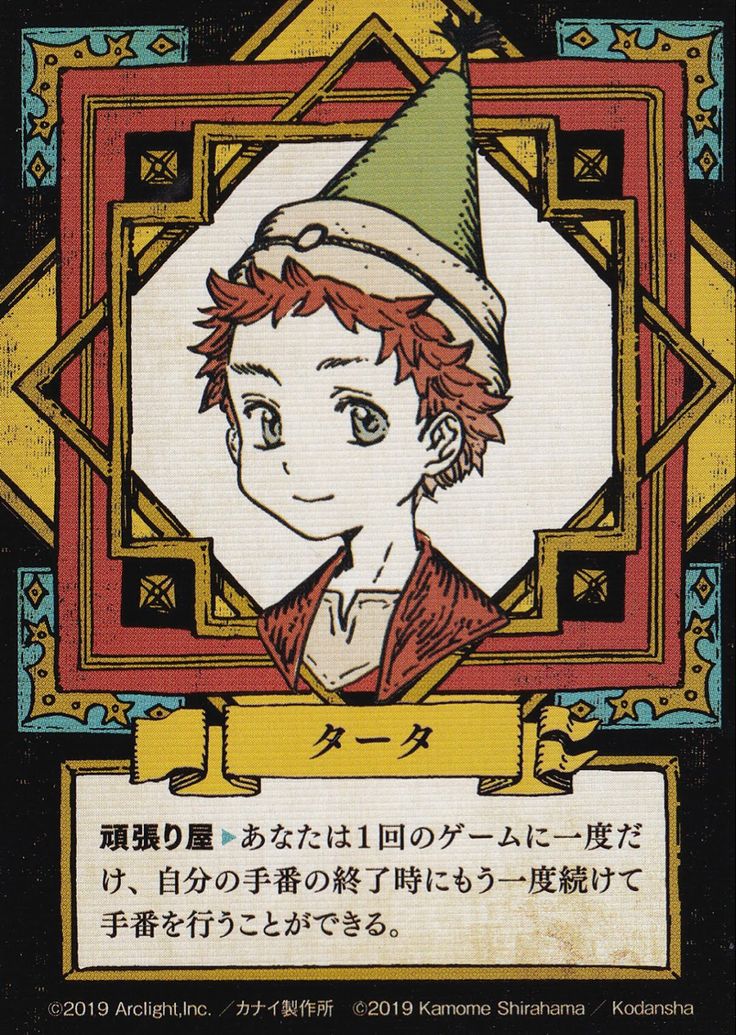 タータ
頑張り屋▶あなたは1回のゲームに一度だ
け、自分の手番の終了時にもう一度続けて
手番を行うことができる。
©2019 Arclight,Inc. ／カナイ製作所 ©2019 Kamome Shirahama ／ Kodansha